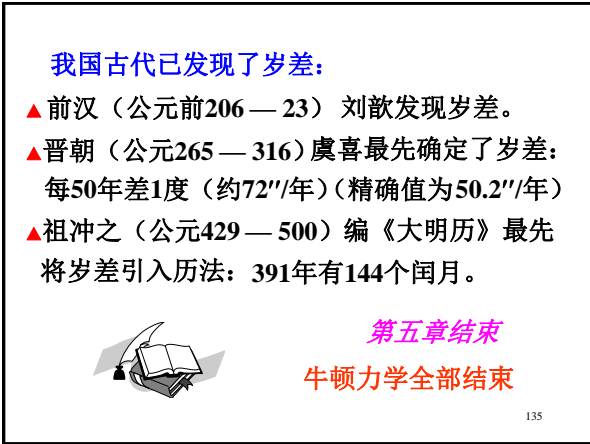 我国古代已发现了岁差：
▲前汉（公元前206 — 23） 刘歆发现岁差。
▲晋朝（公元265 — 316）虞喜最先确定了岁差：
每50年差1度（约72″/年）（精确值为50.2″/年）
▲祖冲之（公元429 — 500）编《大明历》最先
将岁差引入历法：391年有144个闰月。
第五章结束
牛顿力学全部结束
135